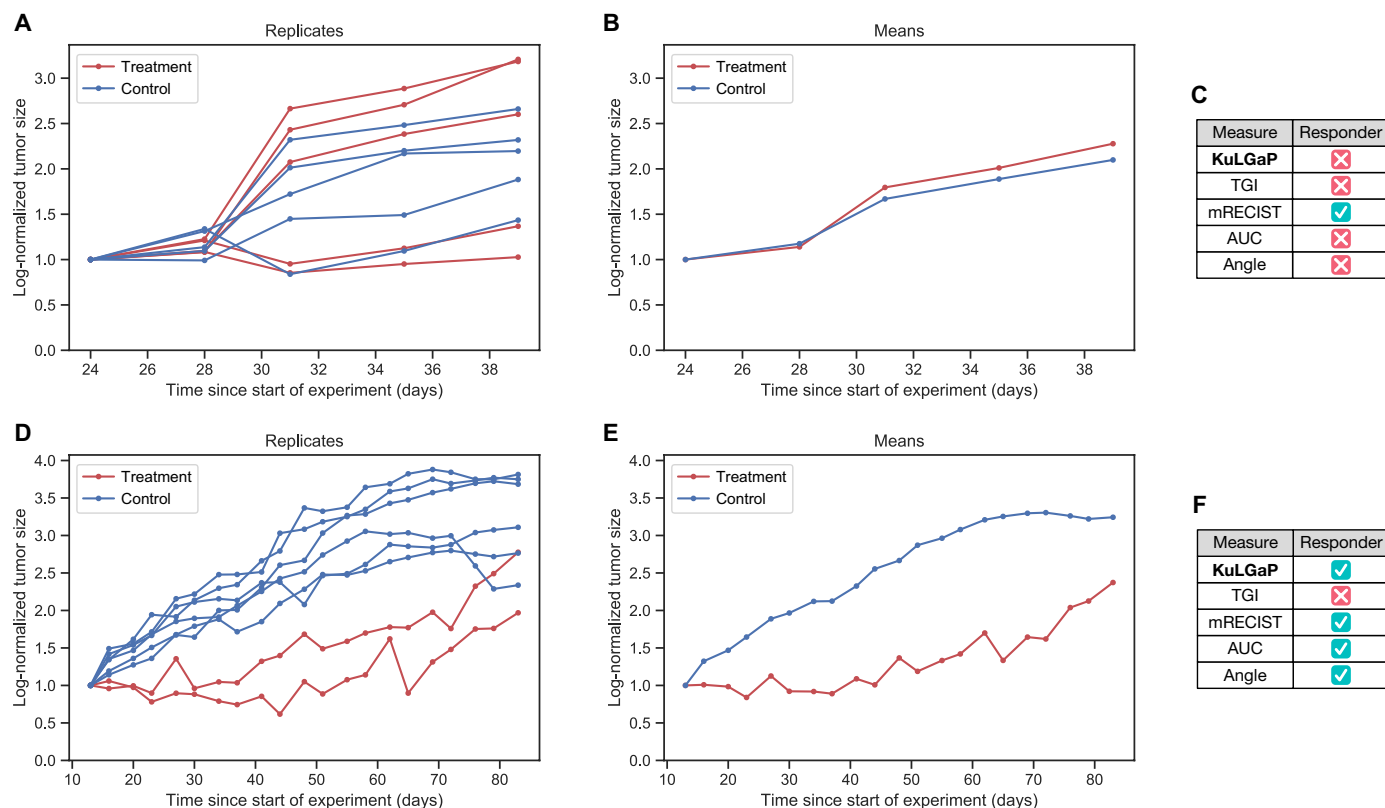 A
Replicates
Treatment
Control
Log-normalized tumor size
3.0
2.5
2.0
1.5
1.0
0.5
0.0
24 26 28 30 32 34 36 38
Time since start of experiment (days)
B
Means
Treatment
Control
Log-normalized tumor size
3.0
2.5
2.0
1.5
1.0
0.5
0.0
24 26 28 30 32 34 36 38
Time since start of experiment (days)
C
Measure Responder
KuLGaP
TGI
mRECIST
AUC
Angle
D
Replicates
Treatment
Control
Log-normalized tumor size
4.0
3.5
3.0
2.5
2.0
1.5
1.0
0.5
0.0
10 20 30 40 50 60 70 80
Time since start of experiment (days)
E
Means
Treatment
Control
Log-normalized tumor size
4.0
3.5
3.0
2.5
2.0
1.5
1.0
0.5
0.0
10 20 30 40 50 60 70 80
Time since start of experiment (days)
F
Measure Responder
KuLGaP
TGI
mRECIST
AUC
Angle